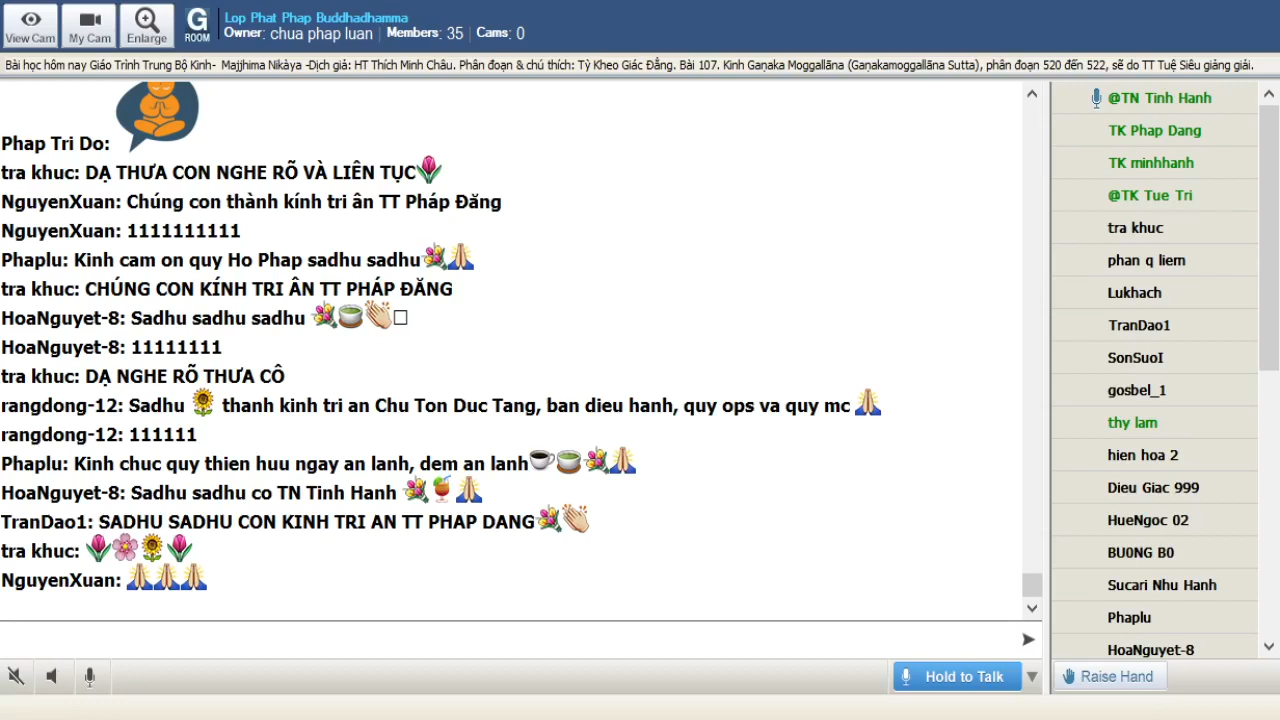 View Cam
My Cam
Enlarge
G
ROOM
Lop Phat Phap Buddhadhamma
Owner: chua phap luan | Members: 35 | Cams: 0
Bài học hôm nay Giáo Trình Trung Bộ Kinh- Majjhima Nikàya -Dịch giả: HT Thích Minh Châu. Phân đoạn & chú thích: Tỳ Kheo Giác Đẳng. Bài 107. Kinh Gaṇaka Moggallāna (Gaṇakamoggallāna Sutta), phân đoạn 520 đến 522, sẽ do TT Tuệ Siêu giảng giải.
Phap Tri Do:
tra khuc: DẠ THƯA CON NGHE RÕ VÀ LIÊN TỤC🌷
NguyenXuan: Chúng con thành kính tri ân TT Pháp Đăng
NguyenXuan: 1111111111
Phaplu: Kinh cam on quy Ho Phap sadhu sadhu💐🙏
tra khuc: CHÚNG CON KÍNH TRI ÂN TT PHÁP ĐĂNG
HoaNguyet-8: Sadhu sadhu sadhu 💐🍵👏□
HoaNguyet-8: 11111111
tra khuc: DẠ NGHE RÕ THƯA CÔ
rangdong-12: Sadhu 🌻 thanh kinh tri an Chu Ton Duc Tang, ban dieu hanh, quy ops va quy mc 🙏
rangdong-12: 111111
Phaplu: Kinh chuc quy thien huu ngay an lanh, dem an lanh☕🍵💐🙏
HoaNguyet-8: Sadhu sadhu co TN Tinh Hanh 💐🍹🙏
TranDao1: SADHU SADHU CON KINH TRI AN TT PHAP DANG💐👏
tra khuc: 🌷🌸🌻🌷
NguyenXuan: 🙏🙏🙏
@TN Tinh Hanh
TK Phap Dang
TK minhhanh
@TK Tue Tri
tra khuc
phan q liem
Lukhach
TranDao1
SonSuoI
gosbel_1
thy lam
hien hoa 2
Dieu Giac 999
HueNgoc 02
BU0NG B0
Sucari Nhu Hanh
Phaplu
HoaNguyet-8
Hold to Talk
Raise Hand